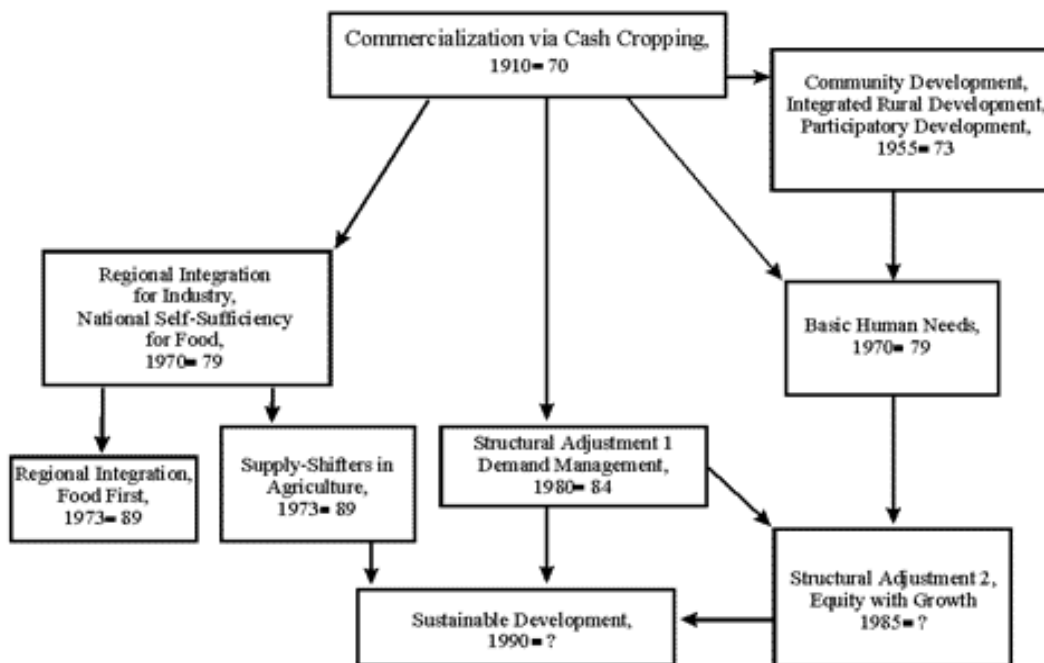 Commercialization via Cash Cropping,
1910=70
Community Development,
Integrated Rural Development,
Participatory Development,
1955=73
Regional Integration
for Industry,
National Self-Sufficiency
for Food,
1970=79
Basic Human Needs,
1970=79
Regional Integration,
Food First,
1973=89
Supply-Shifters in
Agriculture,
1973=89
Structural Adjustment 1
Demand Management,
1980=84
Structural Adjustment 2,
Equity with Growth
1985=?
Sustainable Development,
1990=?